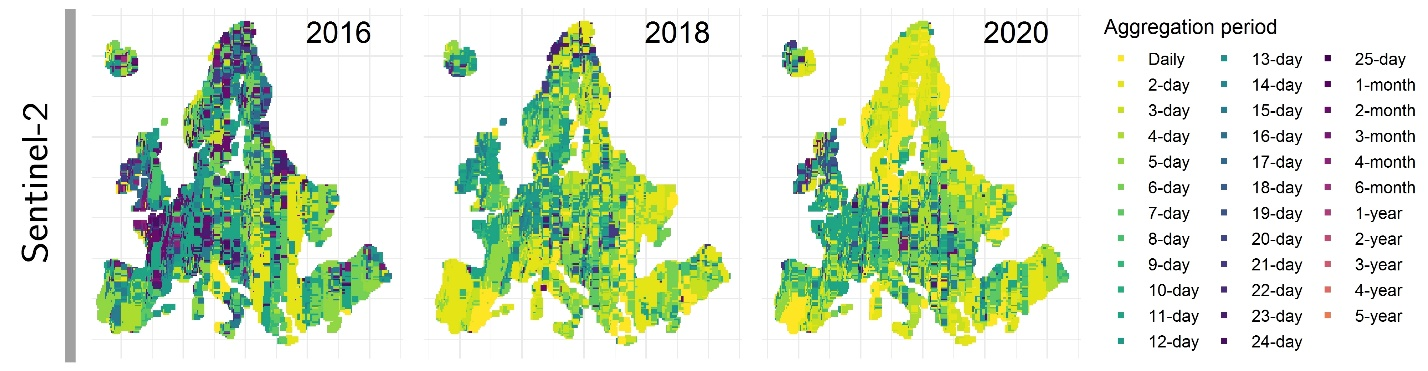 2016
2018
2020
Sentinel-2
Aggregation period
Daily
2-day
3-day
4-day
5-day
6-day
7-day
8-day
9-day
10-day
11-day
12-day
13-day
14-day
15-day
16-day
17-day
18-day
19-day
20-day
21-day
22-day
23-day
24-day
25-day
1-month
2-month
3-month
4-month
6-month
1-year
2-year
3-year
4-year
5-year